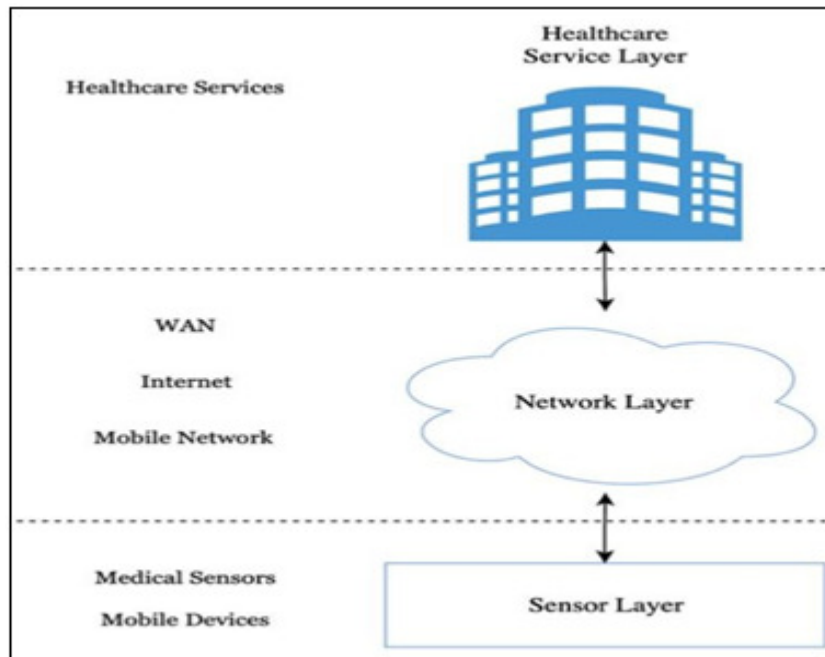 Healthcare
Service Layer
Healthcare Services
WAN
Internet
Mobile Network
Network Layer
Medical Sensors
Mobile Devices
Sensor Layer